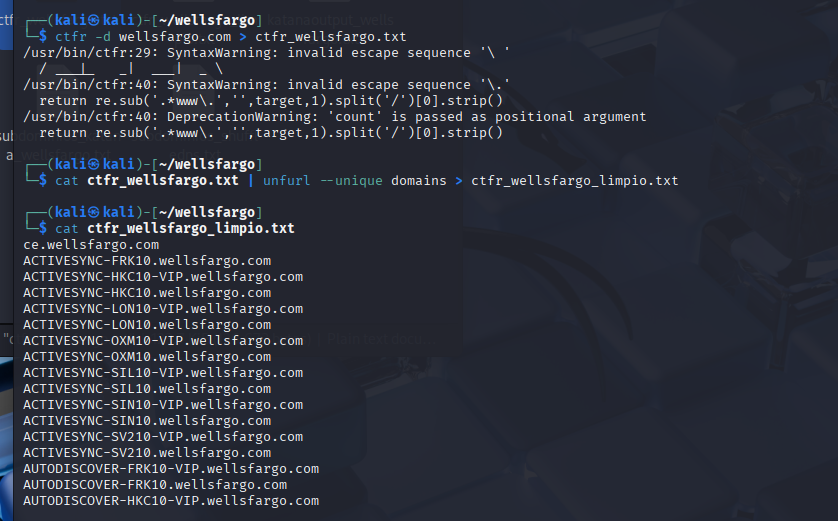 katanaoutput_wells
┌──(kali㉿kali)-[~/wellsfargo]
└─$ ctfr -d wellsfargo.com > ctfr_wellsfargo.txt
/usr/bin/ctfr:29: SyntaxWarning: invalid escape sequence '\ '
  / ___|_   _|  ___|  _ \
/usr/bin/ctfr:40: SyntaxWarning: invalid escape sequence '\.'
  return re.sub('.*www\.','',target,1).split('/')[0].strip()
/usr/bin/ctfr:40: DeprecationWarning: 'count' is passed as positional argument
  return re.sub('.*www\.','',target,1).split('/')[0].strip()
┌──(kali㉿kali)-[~/wellsfargo]
└─$ cat ctfr_wellsfargo.txt | unfurl --unique domains > ctfr_wellsfargo_limpio.txt
┌──(kali㉿kali)-[~/wellsfargo]
└─$ cat ctfr_wellsfargo_limpio.txt
ce.wellsfargo.com
ACTIVESYNC-FRK10.wellsfargo.com
ACTIVESYNC-HKC10-VIP.wellsfargo.com
ACTIVESYNC-HKC10.wellsfargo.com
ACTIVESYNC-LON10-VIP.wellsfargo.com
ACTIVESYNC-LON10.wellsfargo.com
ACTIVESYNC-OXM10-VIP.wellsfargo.com
ACTIVESYNC-OXM10.wellsfargo.com
ACTIVESYNC-SIL10-VIP.wellsfargo.com
ACTIVESYNC-SIL10.wellsfargo.com
ACTIVESYNC-SIN10-VIP.wellsfargo.com
ACTIVESYNC-SIN10.wellsfargo.com
ACTIVESYNC-SV210-VIP.wellsfargo.com
ACTIVESYNC-SV210.wellsfargo.com
AUTODISCOVER-FRK10-VIP.wellsfargo.com
AUTODISCOVER-FRK10.wellsfargo.com
AUTODISCOVER-HKC10-VIP.wellsfargo.com